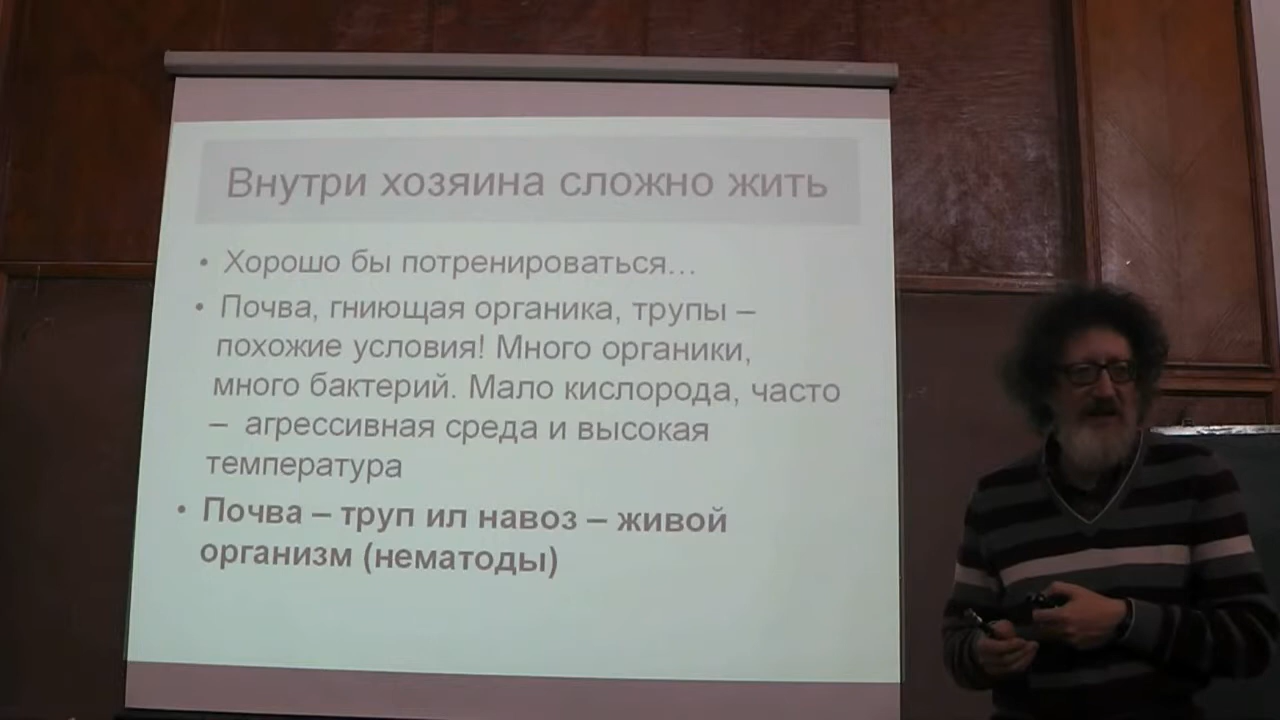 Внутри хозяина сложно жить
• Хорошо бы потренироваться...
• Почва, гниющая органика, трупы –
похожие условия! Много органики,
много бактерий. Мало кислорода, часто
– агрессивная среда и высокая
температура
• Почва – труп ил навоз – живой
организм (нематоды)